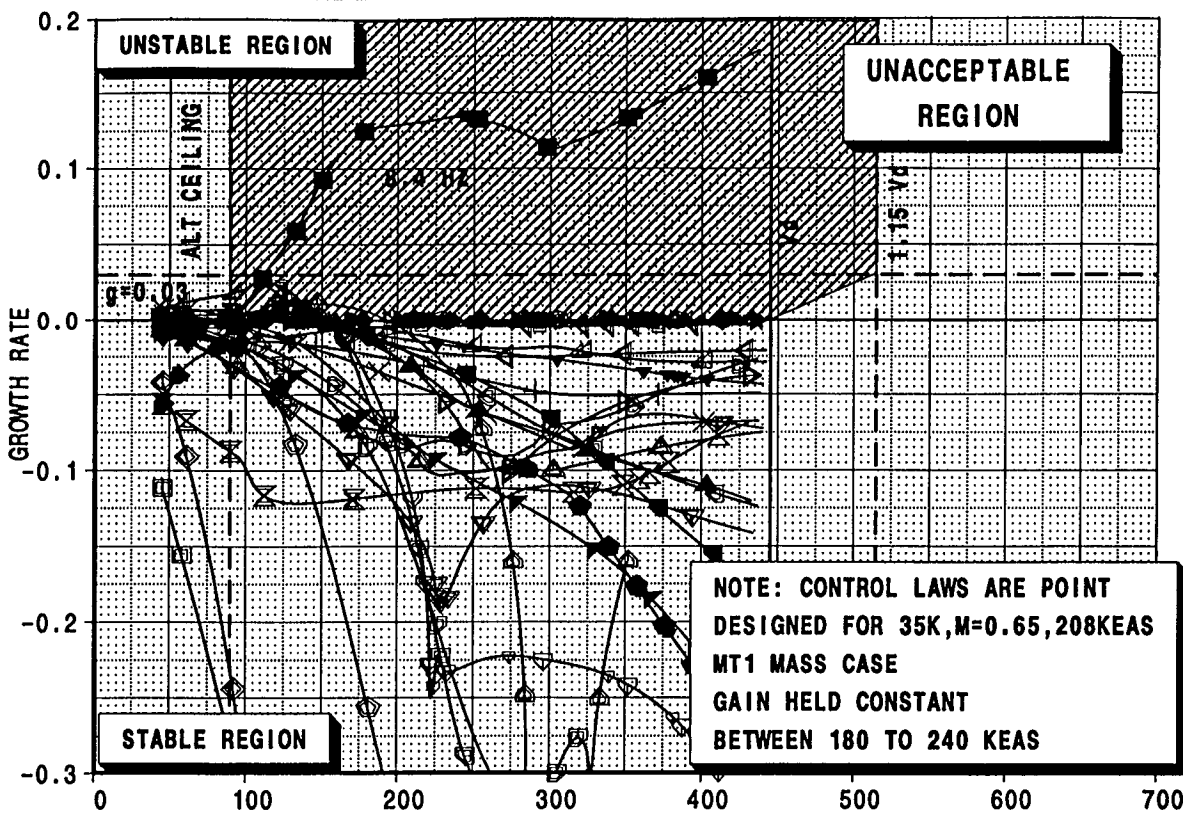 0.2
UNSTABLE REGION
UNACCEPTABLE
REGION
ALT CEILING
0.1
8.4 HZ
1.15 Vd
Vd
g=0.03
0.0
GROWTH RATE
-0.1
NOTE: CONTROL LAWS ARE POINT
DESIGNED FOR 35K,M=0.65,208KEAS
MT1 MASS CASE
GAIN HELD CONSTANT
BETWEEN 180 TO 240 KEAS
-0.2
STABLE REGION
-0.3
0 100 200 300 400 500 600 700